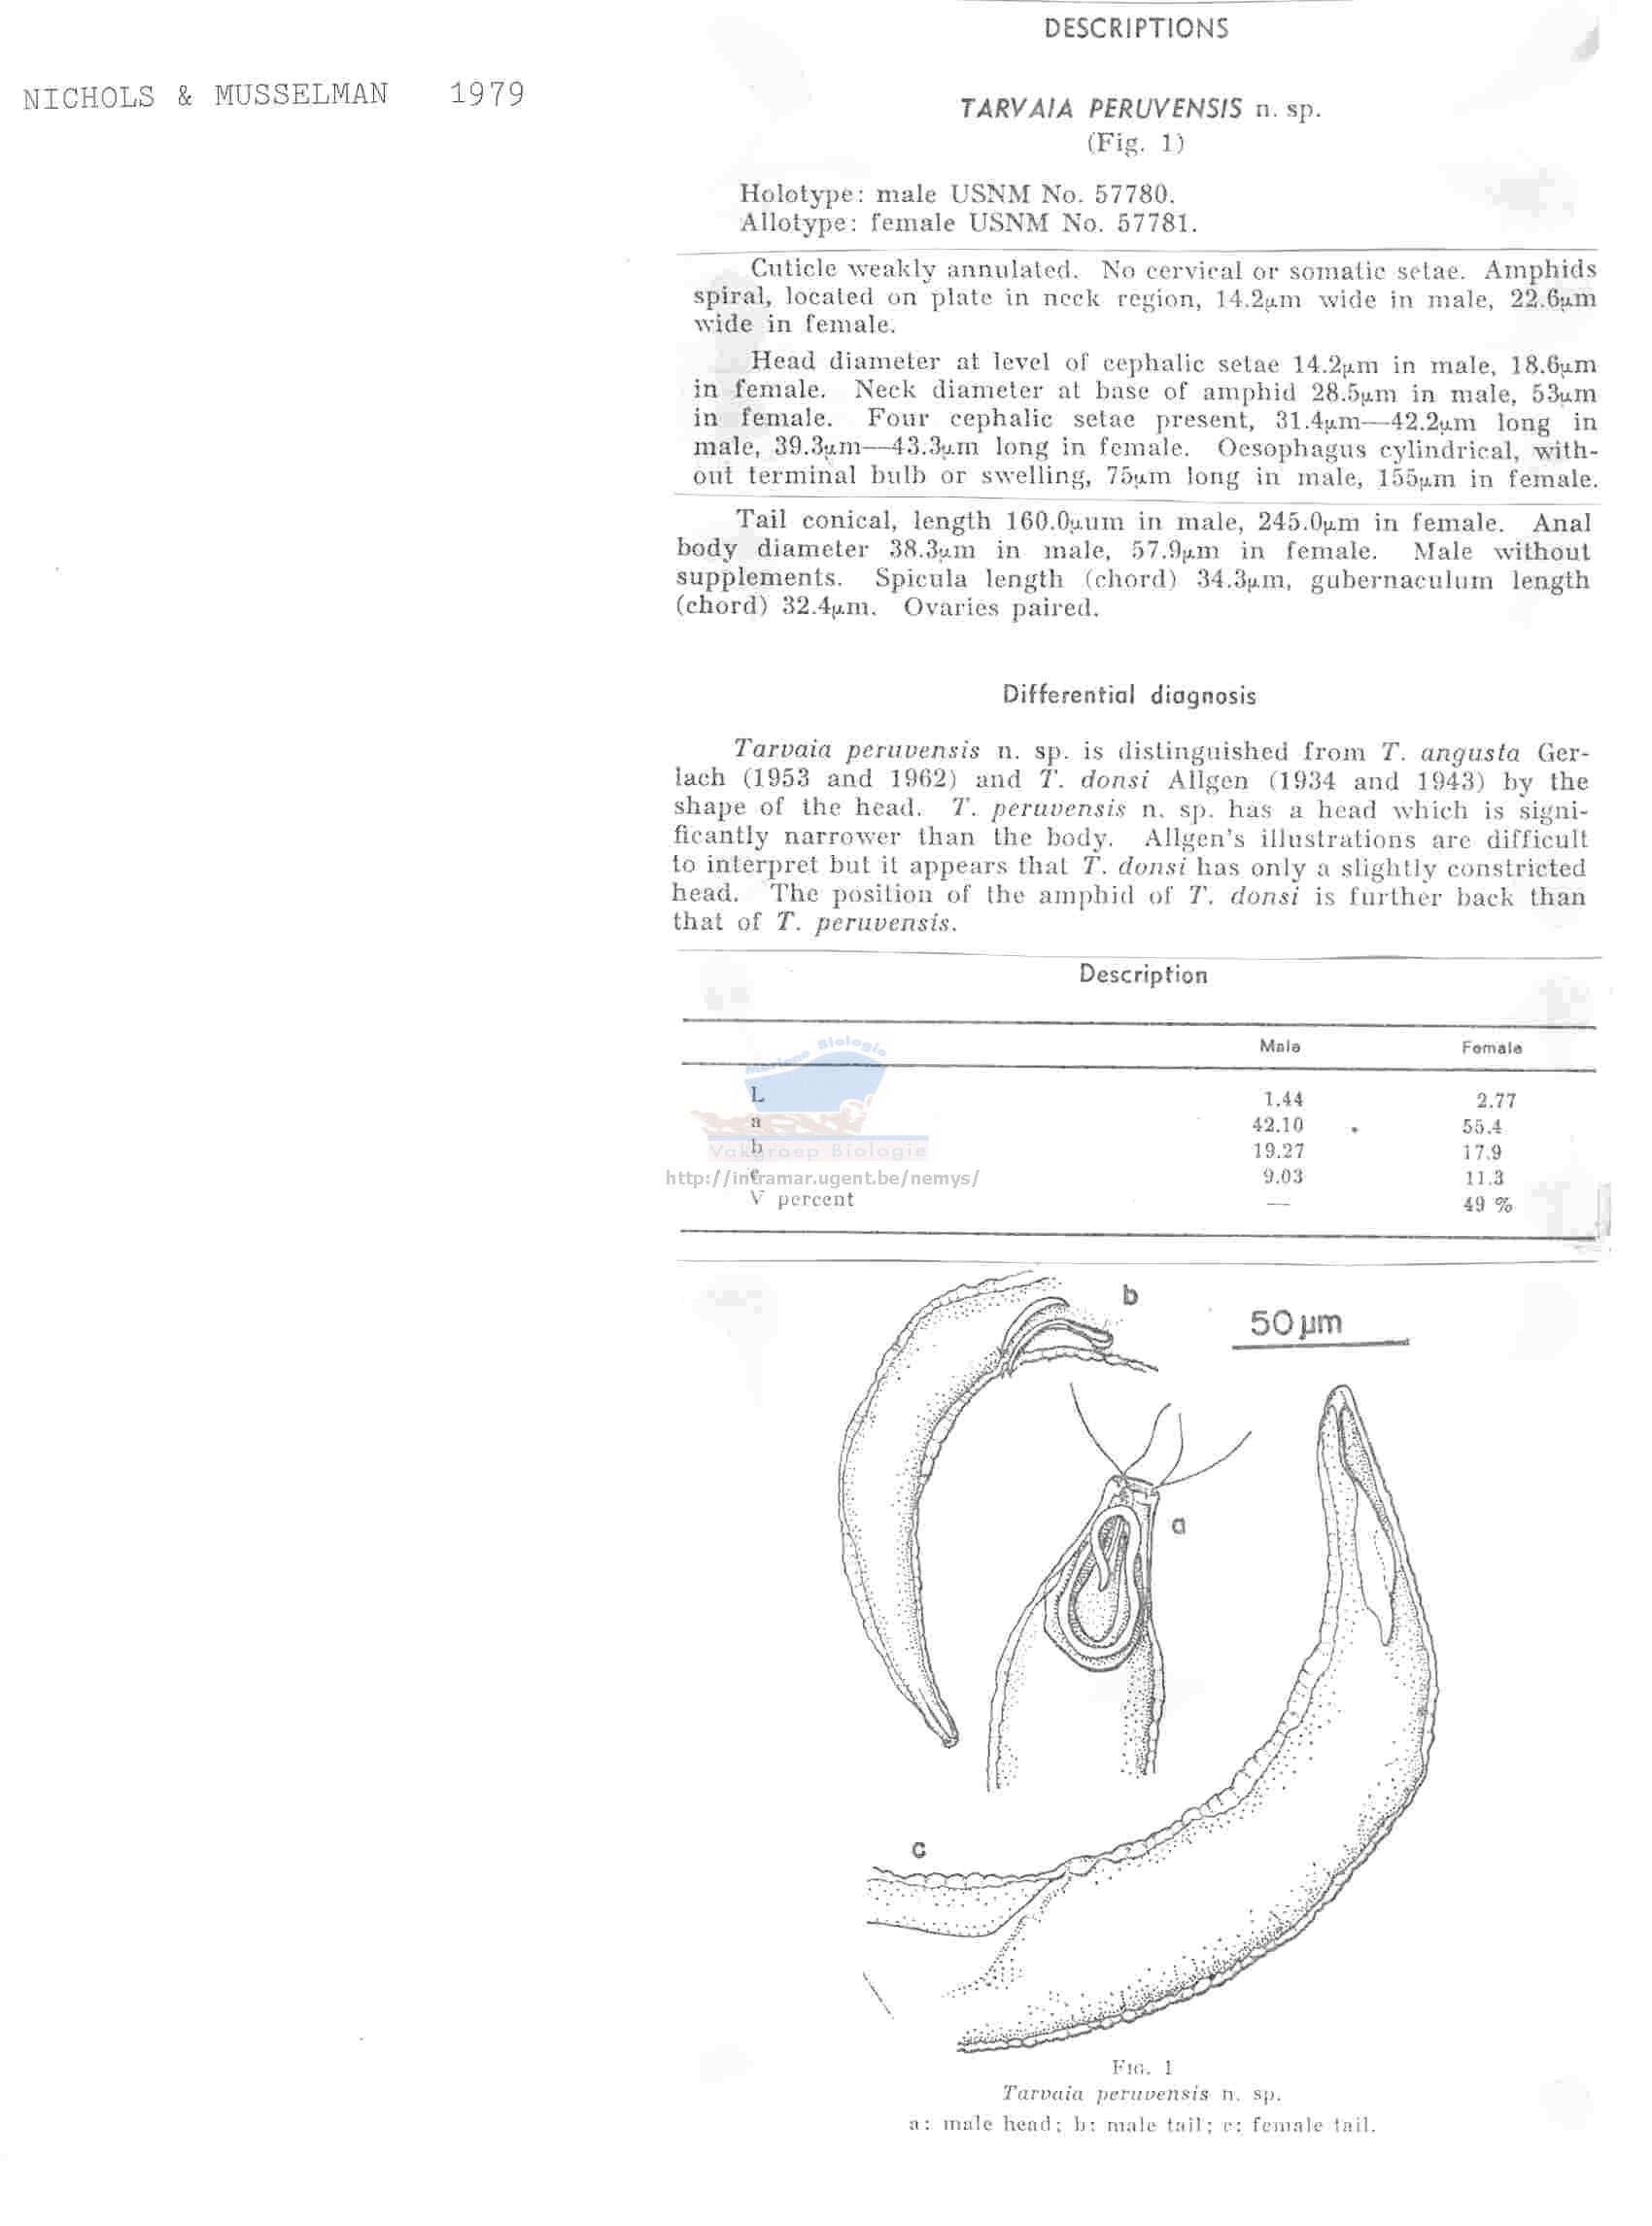 DESCRIPTIONS
NICHOLS & MUSSELMAN 1979
TARVAIA PERUVENSIS n. sp.
(Fig. 1)
Holotype: male USNM No. 57780.
Allotype: female USNM No. 57781.
Cuticle weakly annulated. No cervical or somatic setae. Amphids
spiral, located on plate in neck region, 14.2µm wide in male, 22.6µm
wide in female.
Head diameter at level of cephalic setae 14.2µm in male, 18.6µm
in female. Neck diameter at base of amphid 28.5µm in male, 53µm
in female. Four cephalic setae present, 31.4µm—42.2µm long in
male, 39.3µm—43.3µm long in female. Oesophagus cylindrical, with-
out terminal bulb or swelling, 75µm long in male, 155µm in female.
Tail conical, length 160.0µum in male, 245.0µm in female. Anal
body diameter 38.3µm in male, 57.9µm in female. Male without
supplements. Spicula length (chord) 34.3µm, gubernaculum length
(chord) 32.4µm. Ovaries paired.
Differential diagnosis
Tarvaia peruvensis n. sp. is distinguished from T. angusta Ger-
lach (1953 and 1962) and T. donsi Allgen (1934 and 1943) by the
shape of the head. T. peruvensis n. sp. has a head which is signi-
ficantly narrower than the body. Allgen's illustrations are difficult
to interpret but it appears that T. donsi has only a slightly constricted
head. The position of the amphid of T. donsi is further back than
that of T. peruvensis.
Description
Male Female
Mariene Biologie
L 1.44 2.77
a 42.10 55.4
b 19.27 17.9
Vakgroep Biologie
c 9.03 11.3
http://intramar.ugent.be/nemys/
V percent — 49 %
b
50 µm
a
c
FIG. 1
Tarvaia peruvensis n. sp.
a: male head; b: male tail; c: female tail.